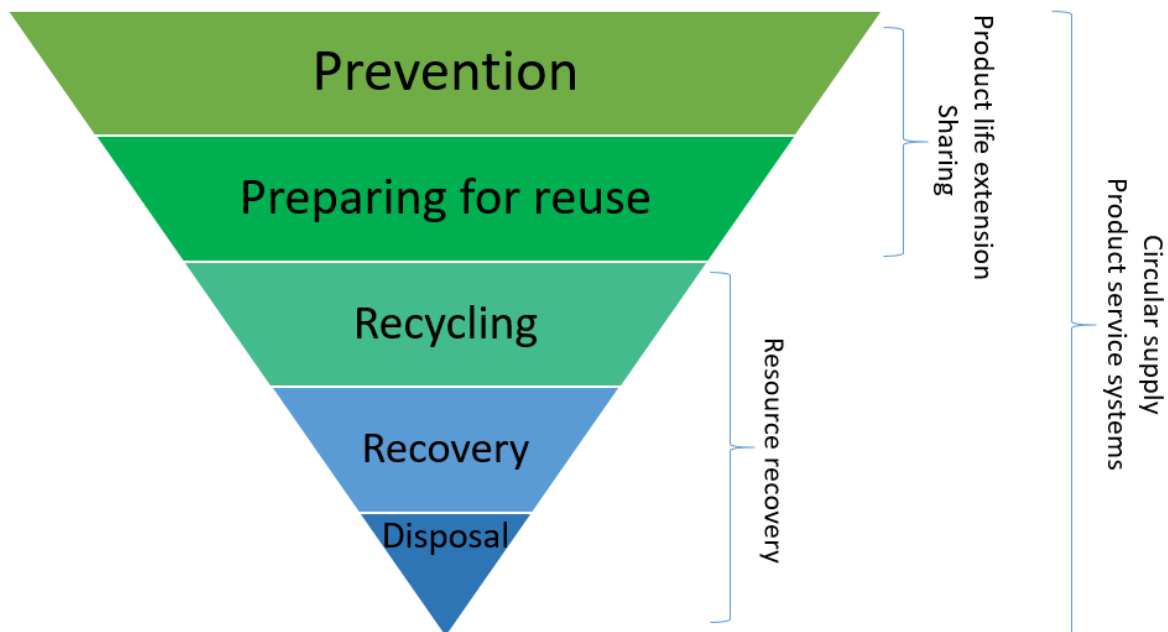 Prevention
Preparing for reuse
Recycling
Recovery
Disposal
Product life extension
Sharing
Resource recovery
Circular supply
Product service systems